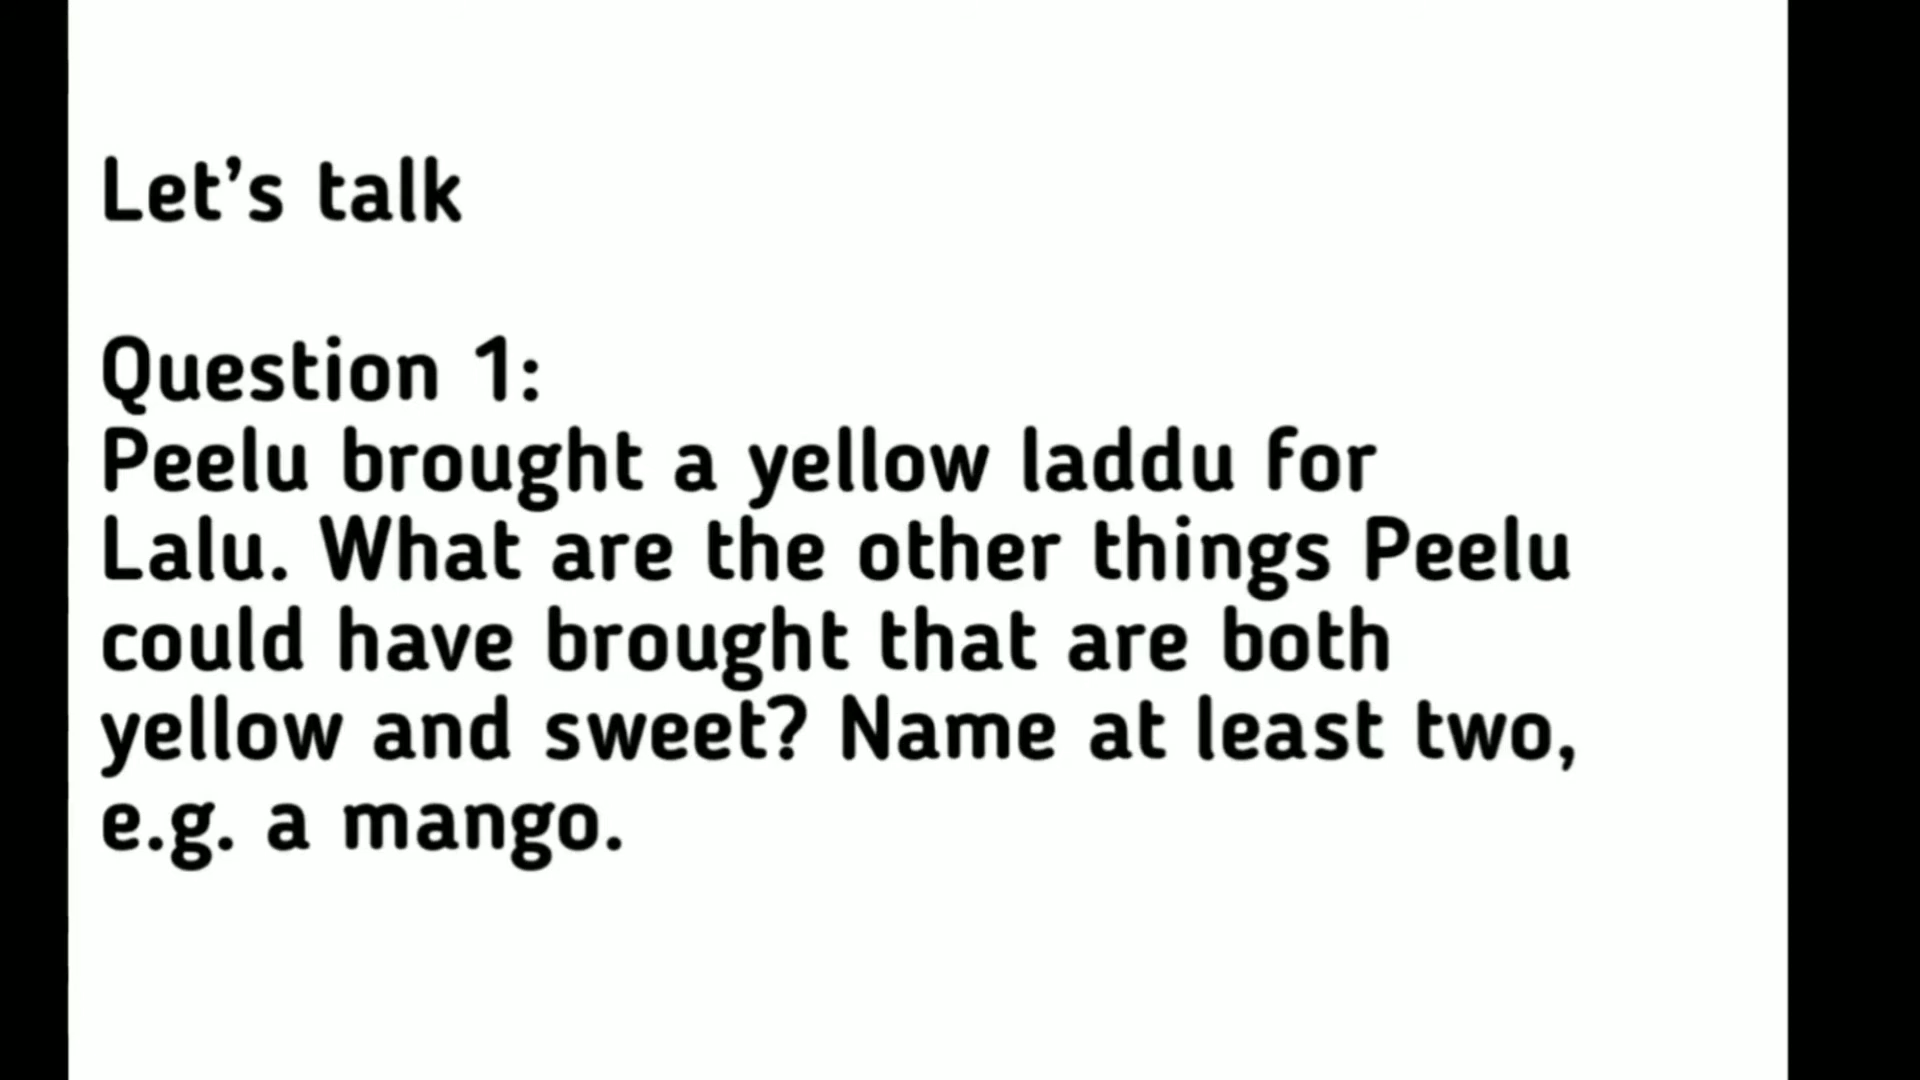 Let’s talk
Question 1:
Peelu brought a yellow laddu for
Lalu. What are the other things Peelu
could have brought that are both
yellow and sweet? Name at least two,
e.g. a mango.